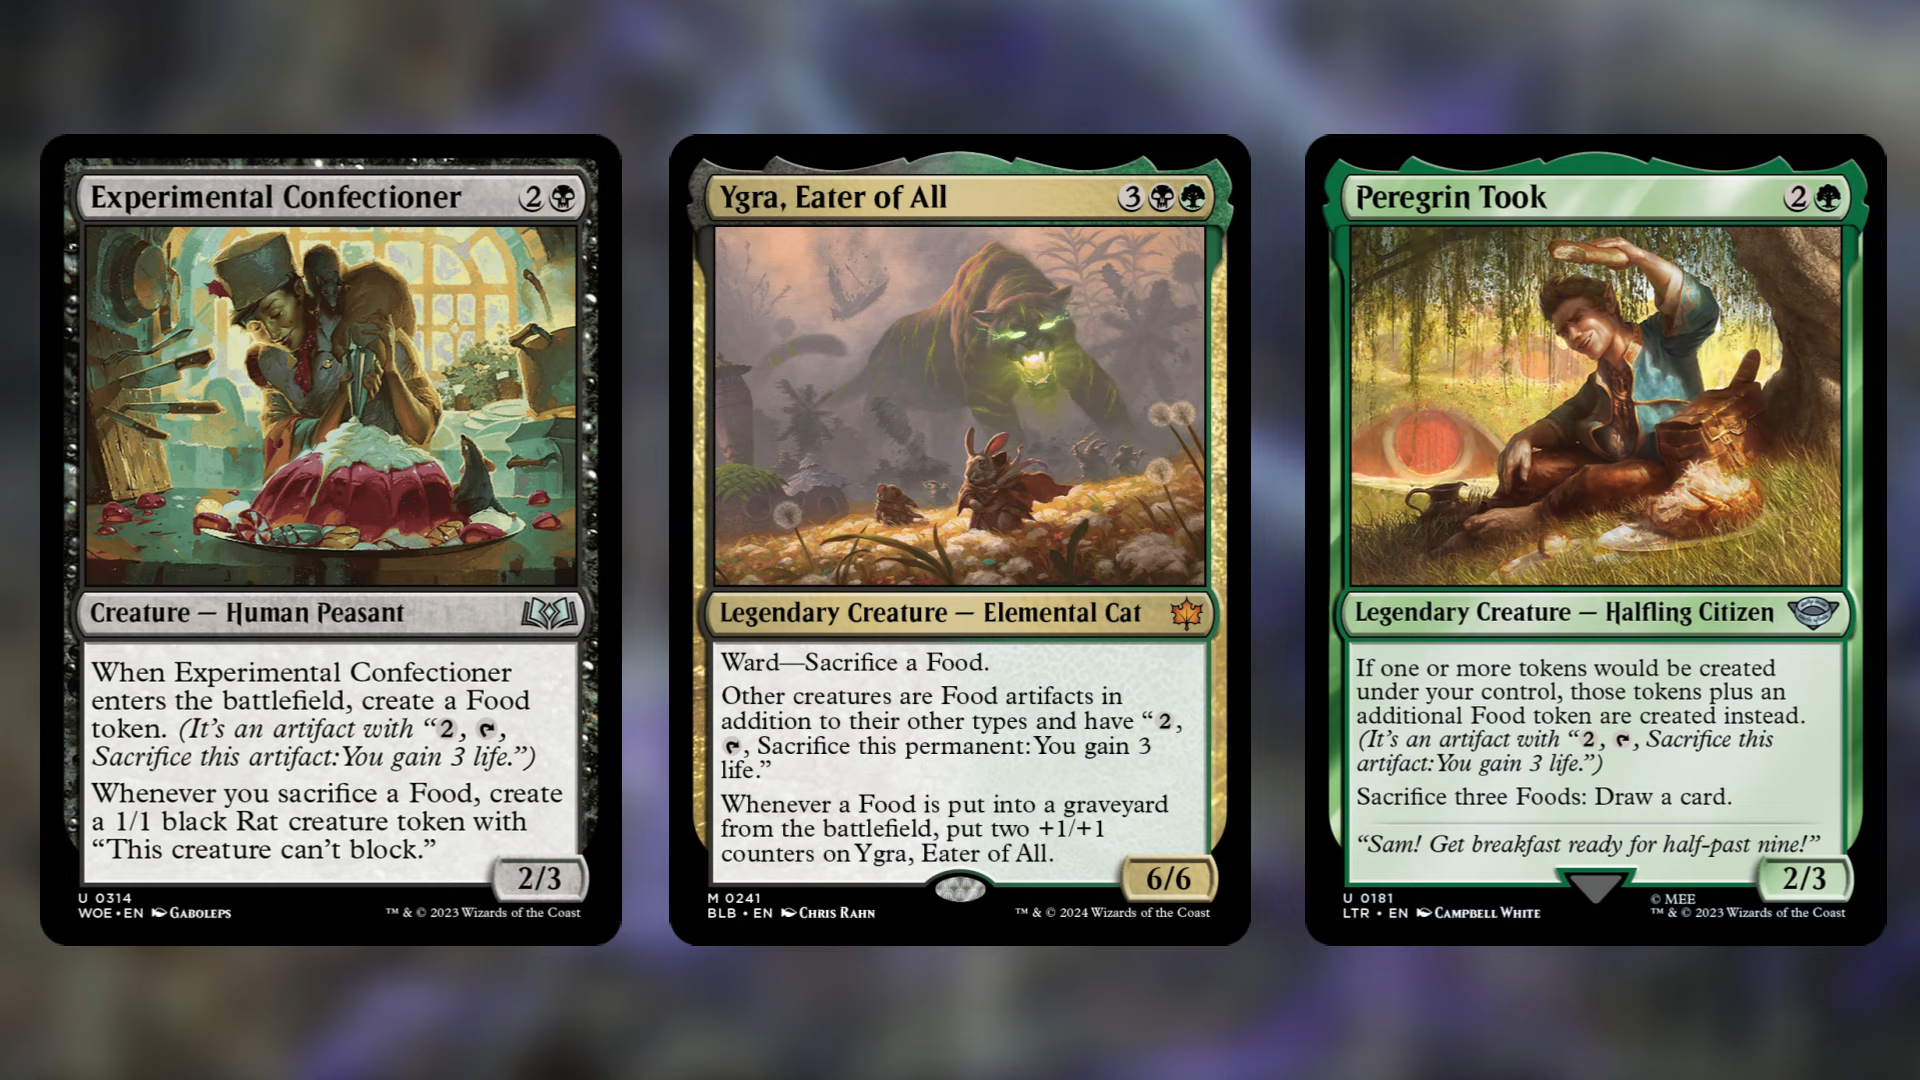 Experimental Confectioner 2
Creature — Human Peasant
When Experimental Confectioner
enters the battlefield, create a Food
token. (It's an artifact with “2, ,
Sacrifice this artifact: You gain 3 life.”)
Whenever you sacrifice a Food, create
a 1/1 black Rat creature token with
“This creature can't block.”
2/3
U 0314
WOE • EN Gaboleps
™ & © 2023 Wizards of the Coast
Ygra, Eater of All 3
Legendary Creature — Elemental Cat
Ward—Sacrifice a Food.
Other creatures are Food artifacts in
addition to their other types and have “2,
, Sacrifice this permanent: You gain 3
life.”
Whenever a Food is put into a graveyard
from the battlefield, put two +1/+1
counters on Ygra, Eater of All.
6/6
M 0241
BLB • EN Chris Rahn
™ & © 2024 Wizards of the Coast
Peregrin Took 2
Legendary Creature — Halfling Citizen
If one or more tokens would be created
under your control, those tokens plus an
additional Food token are created instead.
(It's an artifact with “2, , Sacrifice this
artifact: You gain 3 life.”)
Sacrifice three Foods: Draw a card.
“Sam! Get breakfast ready for half-past nine!”
2/3
U 0181
LTR • EN Campbell White
© MEE
™ & © 2023 Wizards of the Coast